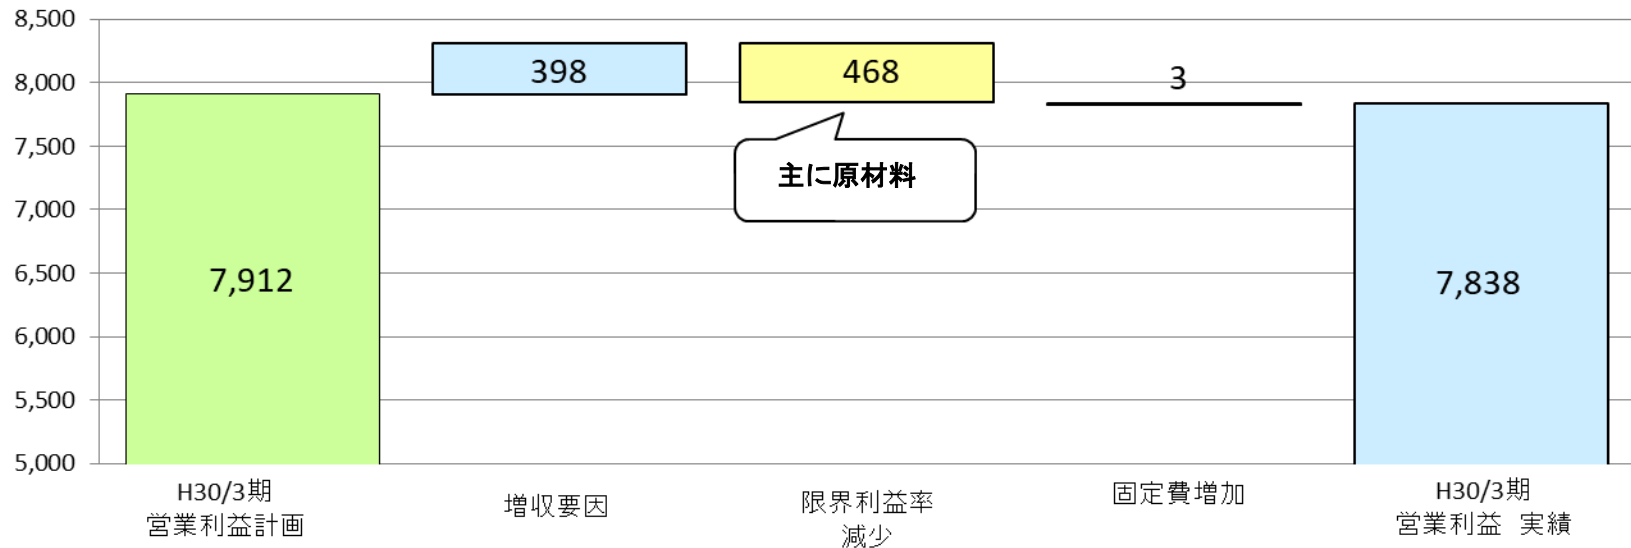 8,500
8,000
7,500
7,000
6,500
6,000
5,500
5,000
7,912
398
468
3
7,838
主に原材料
H30/3期
営業利益計画
増収要因
限界利益率
減少
固定費増加
H30/3期
営業利益 実績